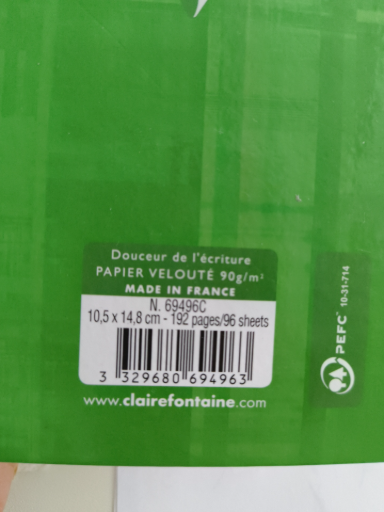 Douceur de l'écriture
PAPIER VELOUTÉ 90g/m²
MADE IN FRANCE
N. 69496C
10,5 x 14,8 cm - 192 pages/96 sheets
3 329680 694963
www.clairefontaine.com
PEFC™ 10-31-714